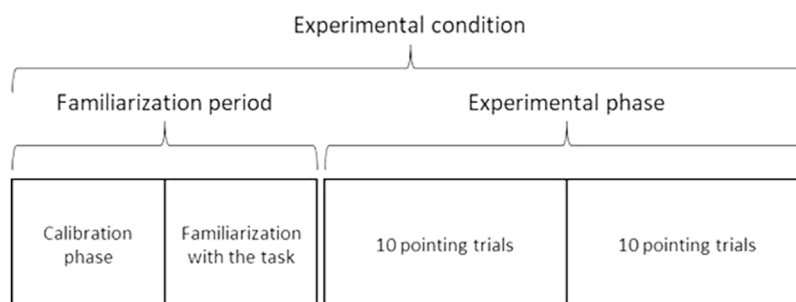 Experimental condition
Familiarization period
Experimental phase
Calibration
phase
Familiarization
with the task
10 pointing trials
10 pointing trials